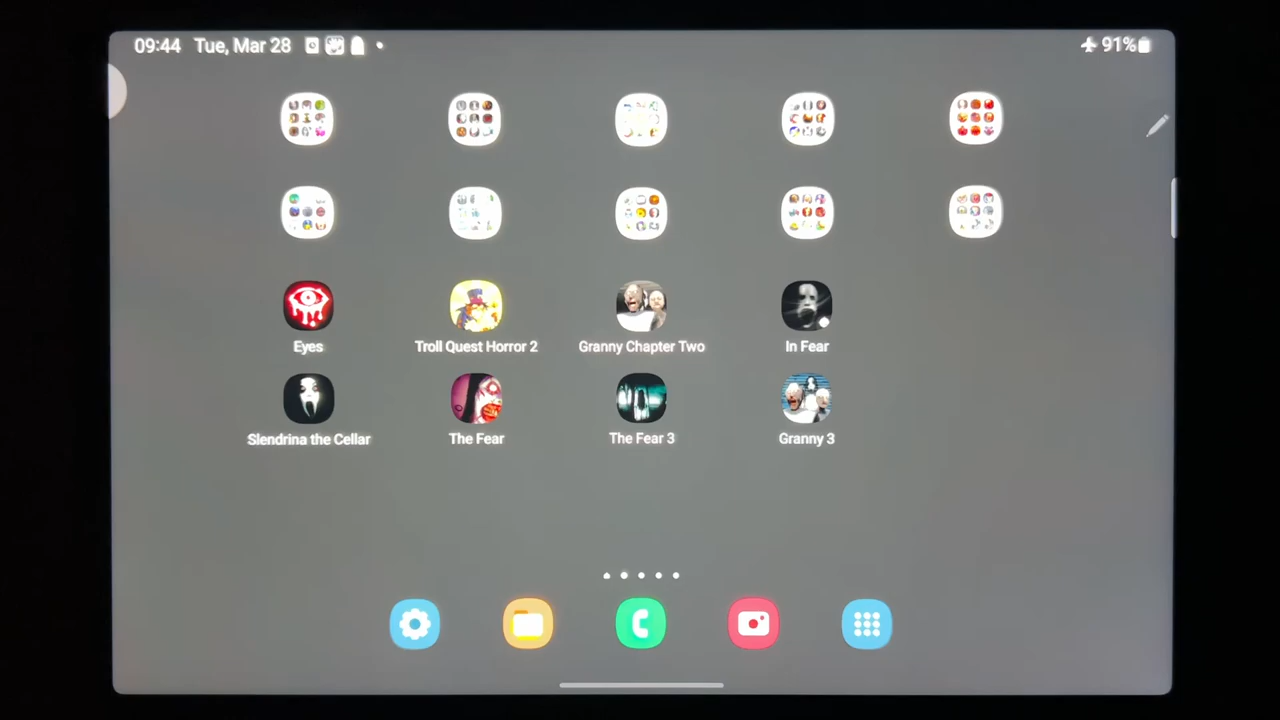 09:44 Tue, Mar 28 91%
Eyes Troll Quest Horror 2 Granny Chapter Two In Fear
Slendrina the Cellar The Fear The Fear 3 Granny 3